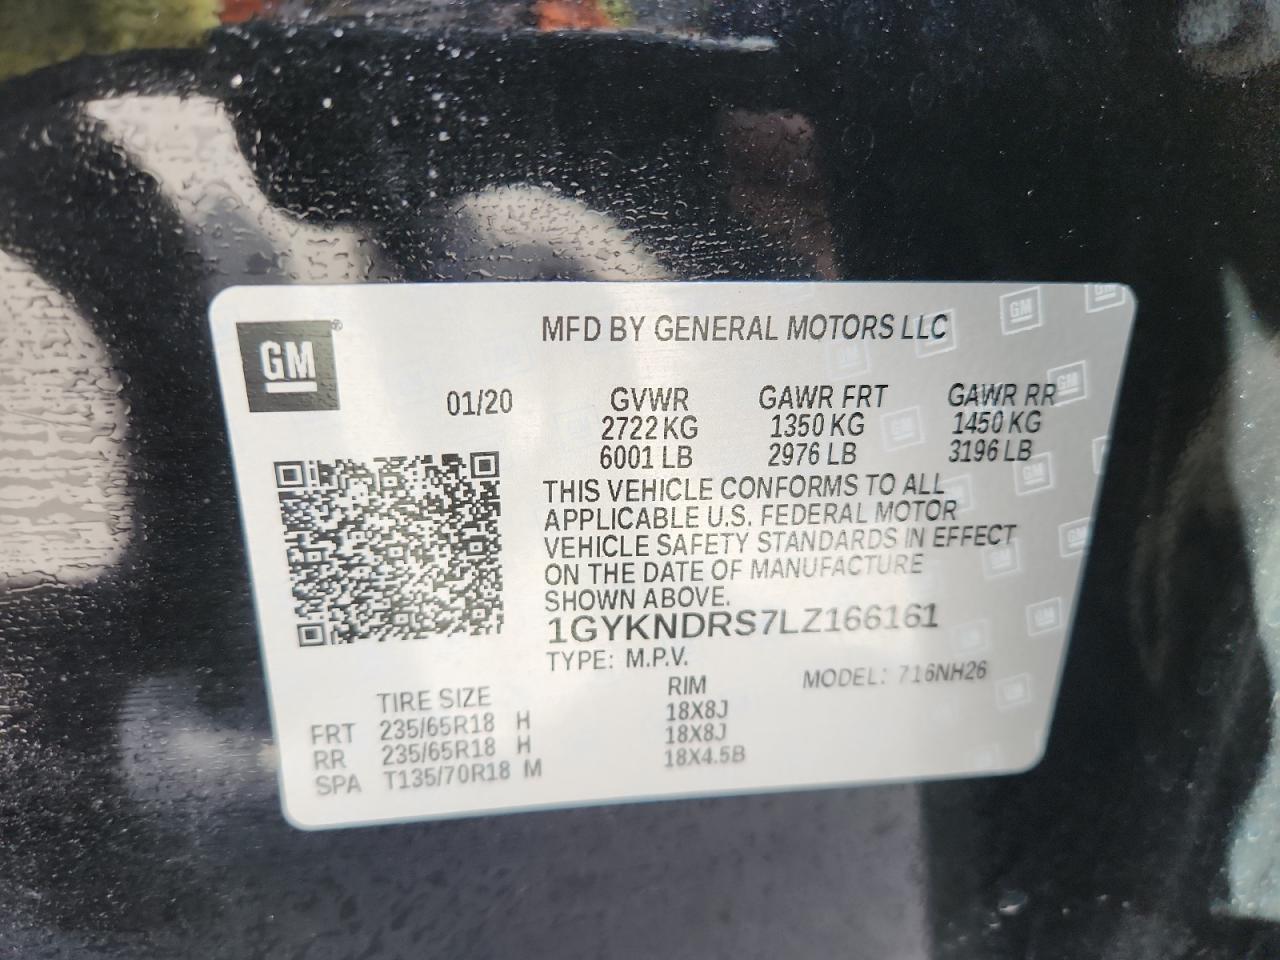 GM
MFD BY GENERAL MOTORS LLC
01/20 GVWR GAWR FRT GAWR RR
2722 KG 1350 KG 1450 KG
6001 LB 2976 LB 3196 LB
THIS VEHICLE CONFORMS TO ALL
APPLICABLE U.S. FEDERAL MOTOR
VEHICLE SAFETY STANDARDS IN EFFECT
ON THE DATE OF MANUFACTURE
SHOWN ABOVE.
1GYKNDRS7LZ166161
TYPE: M.P.V. MODEL: 716NH26
TIRE SIZE RIM
FRT 235/65R18 H 18X8J
RR 235/65R18 H 18X8J
SPA T135/70R18 M 18X4.5B